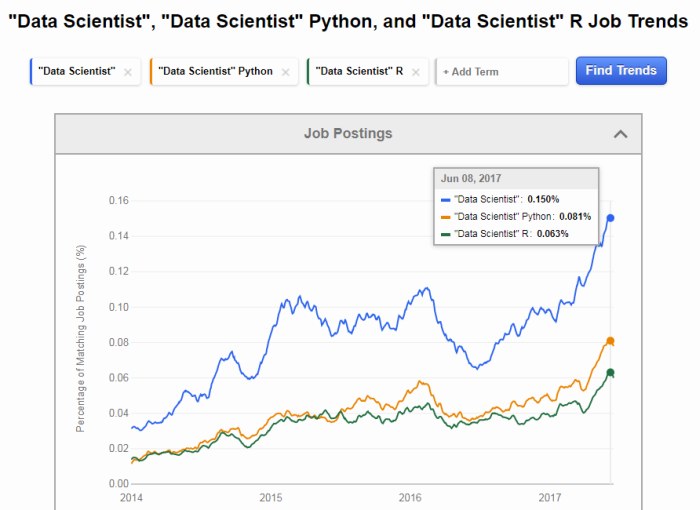 "Data Scientist", "Data Scientist" Python, and "Data Scientist" R Job Trends
"Data Scientist" ×
"Data Scientist" Python ×
"Data Scientist" R ×
+ Add Term
Find Trends
Job Postings
Jun 08, 2017
"Data Scientist": 0.150%
"Data Scientist" Python: 0.081%
"Data Scientist" R: 0.063%
Percentage of Matching Job Postings (%)
0.16
0.14
0.12
0.10
0.08
0.06
0.04
0.02
0.00
2014
2015
2016
2017